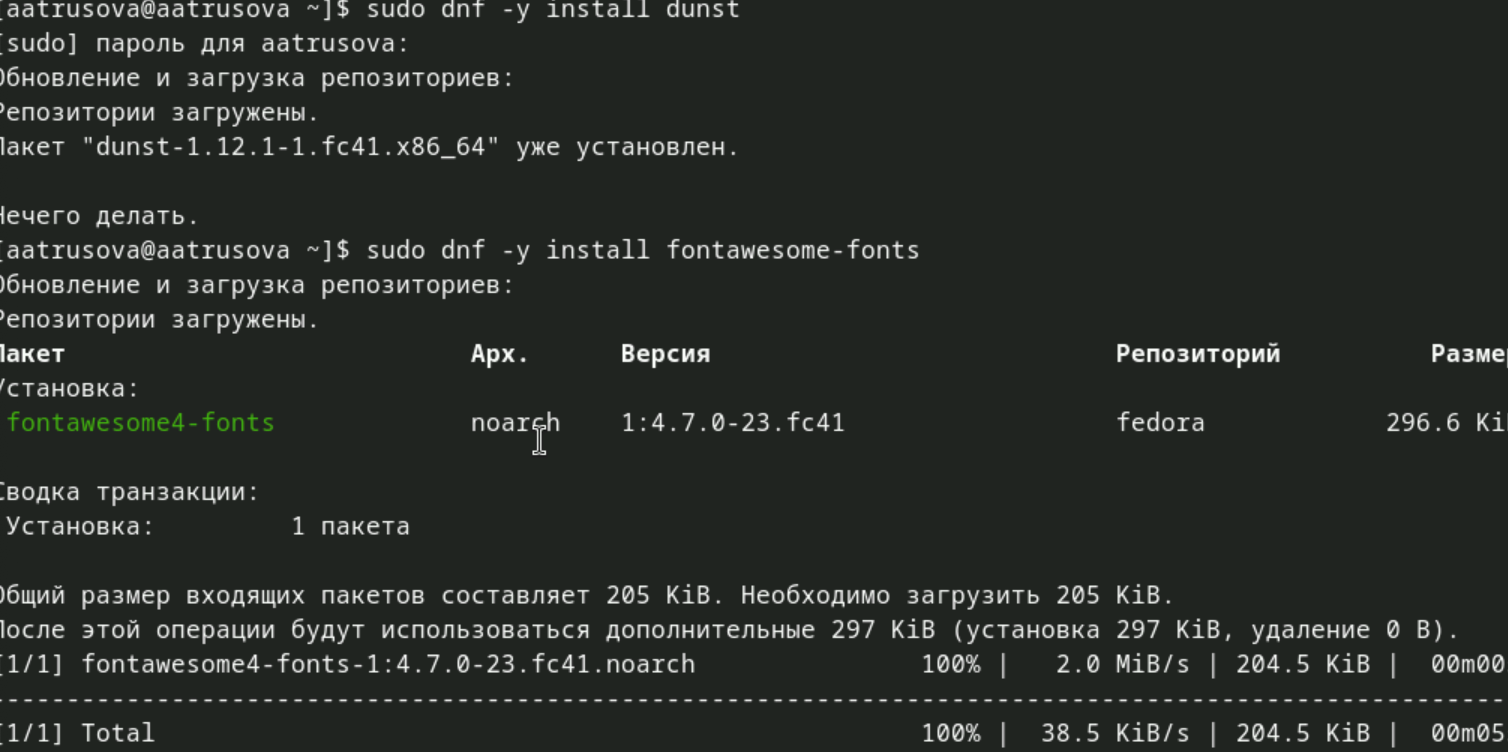 [aatrusova@aatrusova ~]$ sudo dnf -y install dunst
[sudo] пароль для aatrusova:
Обновление и загрузка репозиториев:
Репозитории загружены.
Пакет "dunst-1.12.1-1.fc41.x86_64" уже установлен.
Нечего делать.
[aatrusova@aatrusova ~]$ sudo dnf -y install fontawesome-fonts
Обновление и загрузка репозиториев:
Репозитории загружены.
Пакет Арх. Версия Репозиторий Размер
Установка:
fontawesome4-fonts noarch 1:4.7.0-23.fc41 fedora 296.6 KiB
Сводка транзакции:
Установка: 1 пакета
Общий размер входящих пакетов составляет 205 KiB. Необходимо загрузить 205 KiB.
После этой операции будут использоваться дополнительные 297 KiB (установка 297 KiB, удаление 0 B).
[1/1] fontawesome4-fonts-1:4.7.0-23.fc41.noarch 100% | 2.0 MiB/s | 204.5 KiB | 00m00
--------------------------------------------------------------------------------
[1/1] Total 100% | 38.5 KiB/s | 204.5 KiB | 00m05